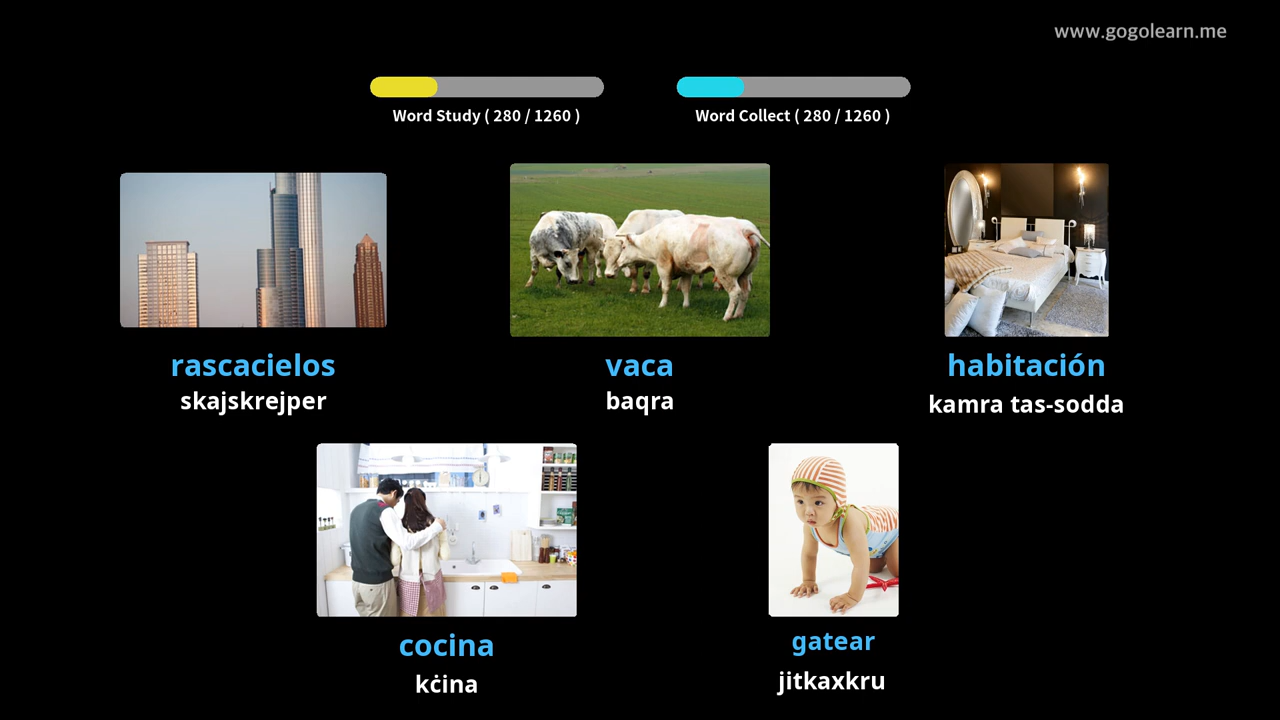 www.gogolearn.me
Word Study ( 280 / 1260 )
Word Collect ( 280 / 1260 )
rascacielos
skajskrejper
vaca
baqra
habitación
kamra tas-sodda
cocina
kċina
gatear
jitkaxkru